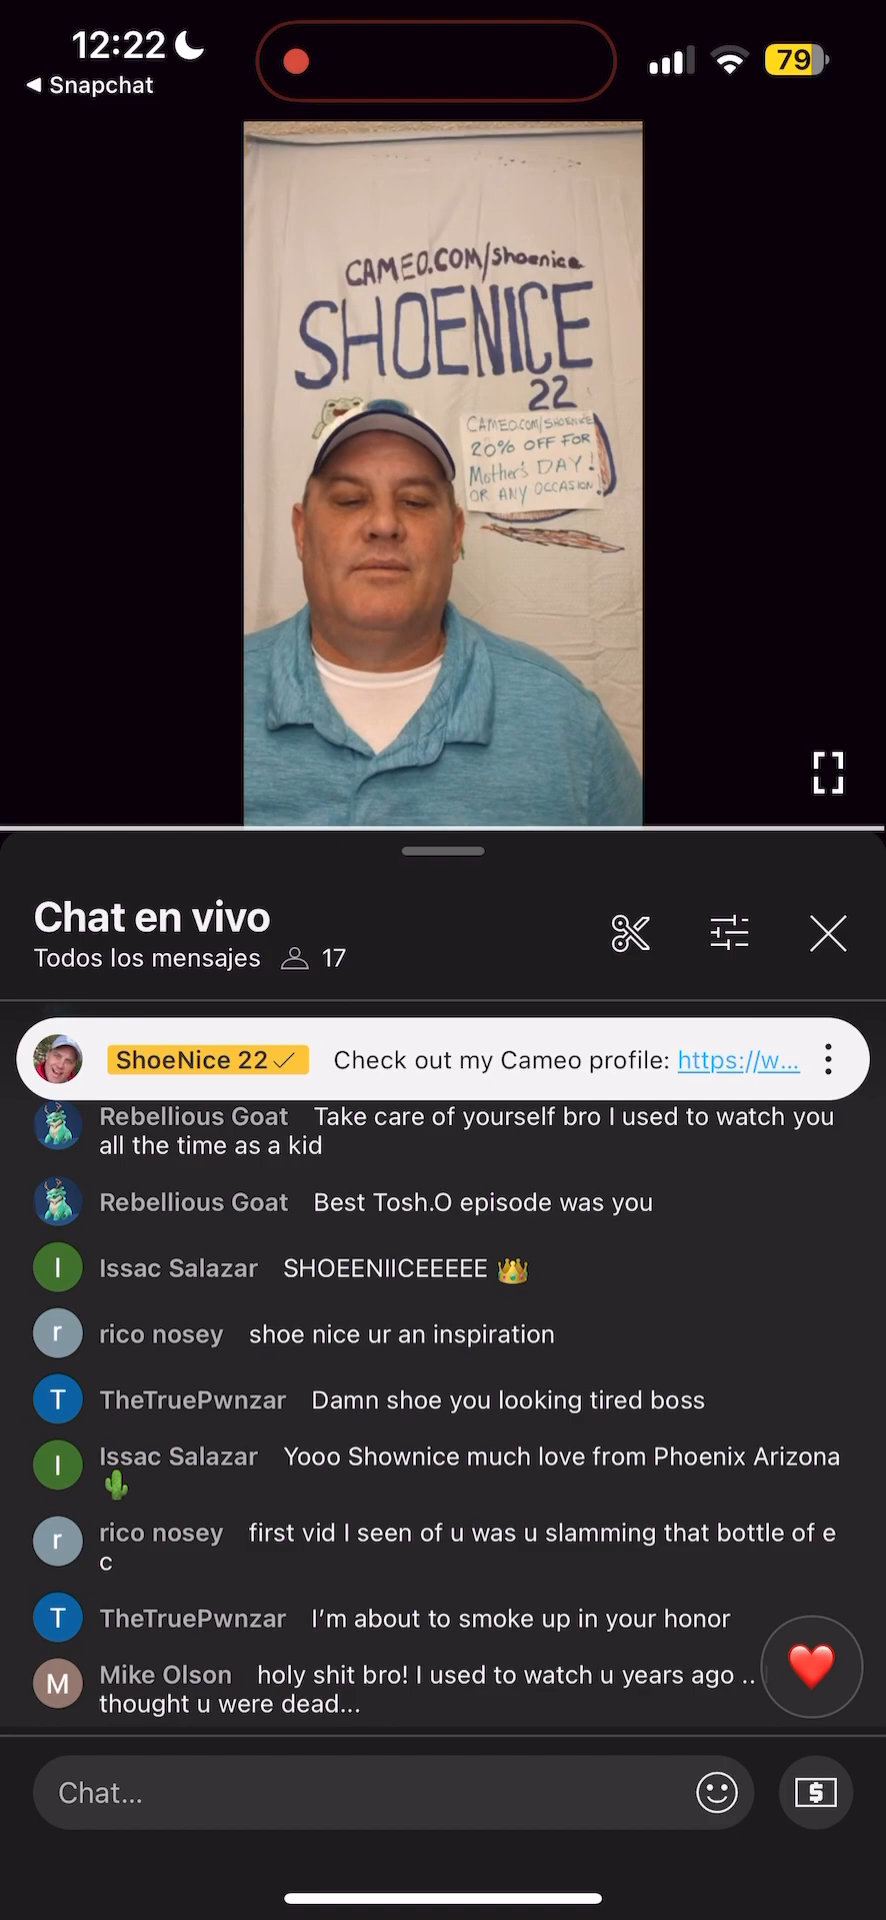 12:22
Snapchat
79
CAMEO.COM/shoenice
SHOENICE
22
CAMEO.COM/SHOENICE
20% OFF FOR
Mother's DAY!
OR ANY OCCASION!
Chat en vivo
Todos los mensajes 17
ShoeNice 22 Check out my Cameo profile: https://w...
Rebellious Goat Take care of yourself bro I used to watch you
all the time as a kid
Rebellious Goat Best Tosh.O episode was you
I Issac Salazar SHOEENIICEEEEE 👑
r rico nosey shoe nice ur an inspiration
T TheTruePwnzar Damn shoe you looking tired boss
I Issac Salazar Yooo Shownice much love from Phoenix Arizona
🌵
r rico nosey first vid I seen of u was u slamming that bottle of e
c
T TheTruePwnzar I’m about to smoke up in your honor
M Mike Olson holy shit bro! I used to watch u years ago ..
thought u were dead...
Chat...
$